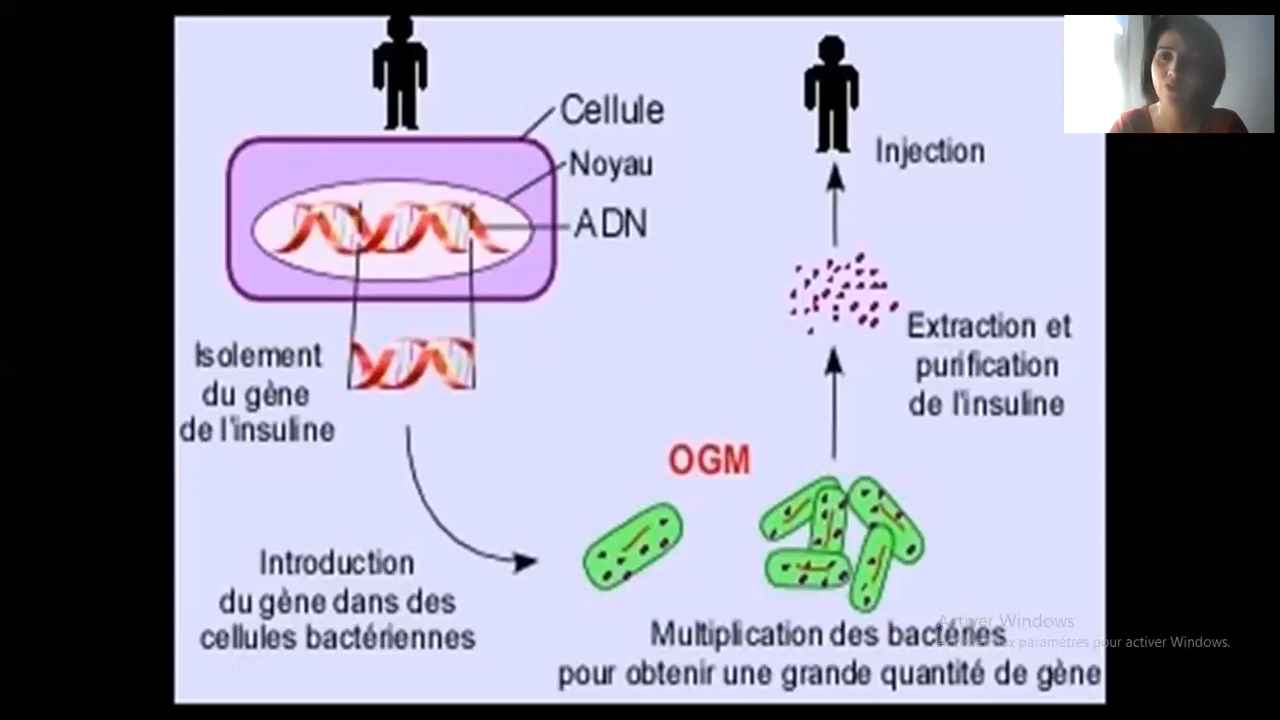 Cellule
Noyau
ADN
Isolement
du gène
de l'insuline
Introduction
du gène dans des
cellules bactériennes
OGM
Multiplication des bactéries
pour obtenir une grande quantité de gène
Extraction et
purification
de l'insuline
Injection
Activer Windows
paramètres pour activer Windows.